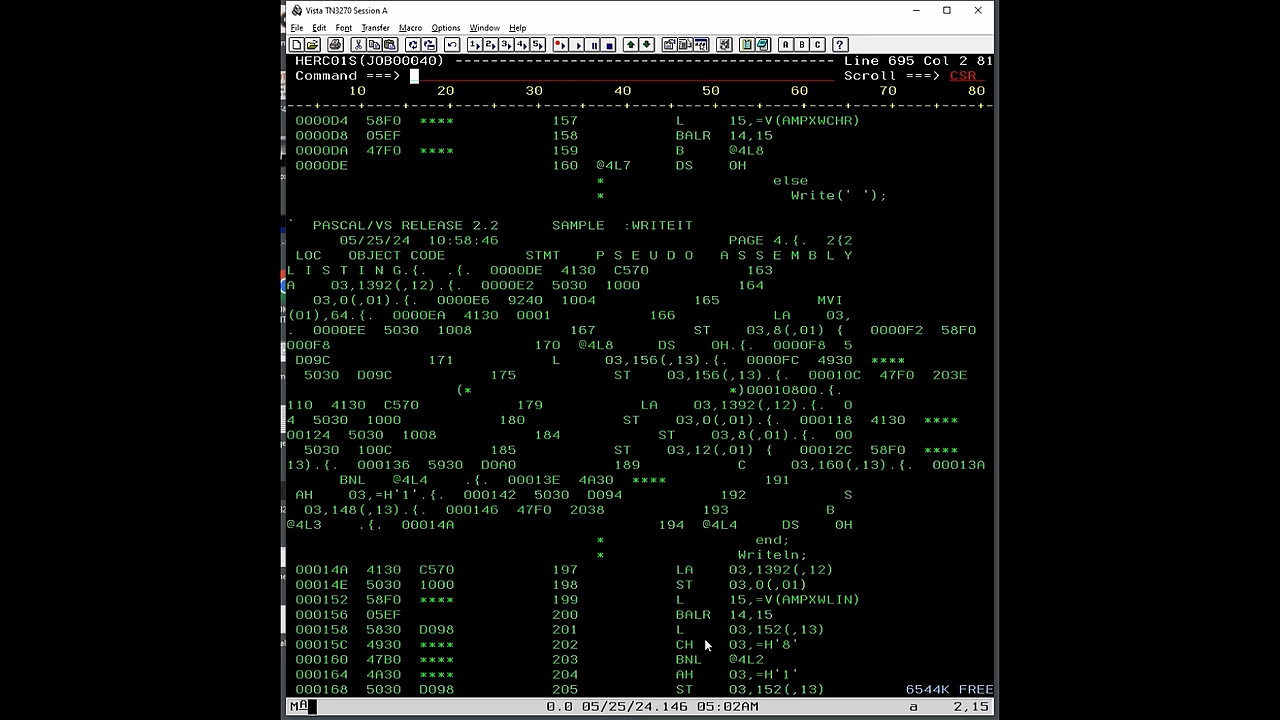 Vista TN3270 Session A
File Edit Font Transfer Macro Options Window Help
HERC01S(JOB00040) ------------------------------------------ Line 695 Col 2 81
Command ===> Scroll ===> CSR
10 20 30 40 50 60 70 80
----+----+----+----+----+----+----+----+----+----+----+----+----+----+----+----+
0000D4 58F0 **** 157 L 15,=V(AMPXWCHR)
0000D8 05EF 158 BALR 14,15
0000DA 47F0 **** 159 B @4L8
0000DE 160 @4L7 DS 0H
* else
* Write(' ');
` PASCAL/VS RELEASE 2.2 SAMPLE :WRITEIT
05/25/24 10:58:46 PAGE 4.{. 2{2
LOC OBJECT CODE STMT P S E U D O A S S E M B L Y
L I S T I N G.{. .{. 0000DE 4130 C570 163
A 03,1392(,12).{. 0000E2 5030 1000 164
03,0(,01).{. 0000E6 9240 1004 165 MVI
(01),64.{. 0000EA 4130 0001 166 LA 03,
. 0000EE 5030 1008 167 ST 03,8(,01) { 0000F2 58F0
0000F8 170 @4L8 DS 0H.{. 0000F8 5
D09C 171 L 03,156(,13).{. 0000FC 4930 ****
5030 D09C 175 ST 03,156(,13).{. 00010C 47F0 203E
(* *)00010800.{.
110 4130 C570 179 LA 03,1392(,12).{. 0
4 5030 1000 180 ST 03,0(,01).{. 000118 4130 ****
00124 5030 1008 184 ST 03,8(,01).{. 00
5030 100C 185 ST 03,12(,01) { 00012C 58F0 ****
13).{. 000136 5930 D0A0 189 C 03,160(,13).{. 00013A
BNL @4L4 .{. 00013E 4A30 **** 191
AH 03,=H'1'.{. 000142 5030 D094 192 S
03,148(,13).{. 000146 47F0 2038 193 B
@4L3 .{. 00014A 194 @4L4 DS 0H
* end;
* Writeln;
00014A 4130 C570 197 LA 03,1392(,12)
00014E 5030 1000 198 ST 03,0(,01)
000152 58F0 **** 199 L 15,=V(AMPXWLIN)
000156 05EF 200 BALR 14,15
000158 5830 D098 201 L 03,152(,13)
00015C 4930 **** 202 CH 03,=H'8'
000160 47B0 **** 203 BNL @4L2
000164 4A30 **** 204 AH 03,=H'1'
000168 5030 D098 205 ST 03,152(,13) 6544K FREE
MA 0.0 05/25/24.146 05:02AM a 2,15